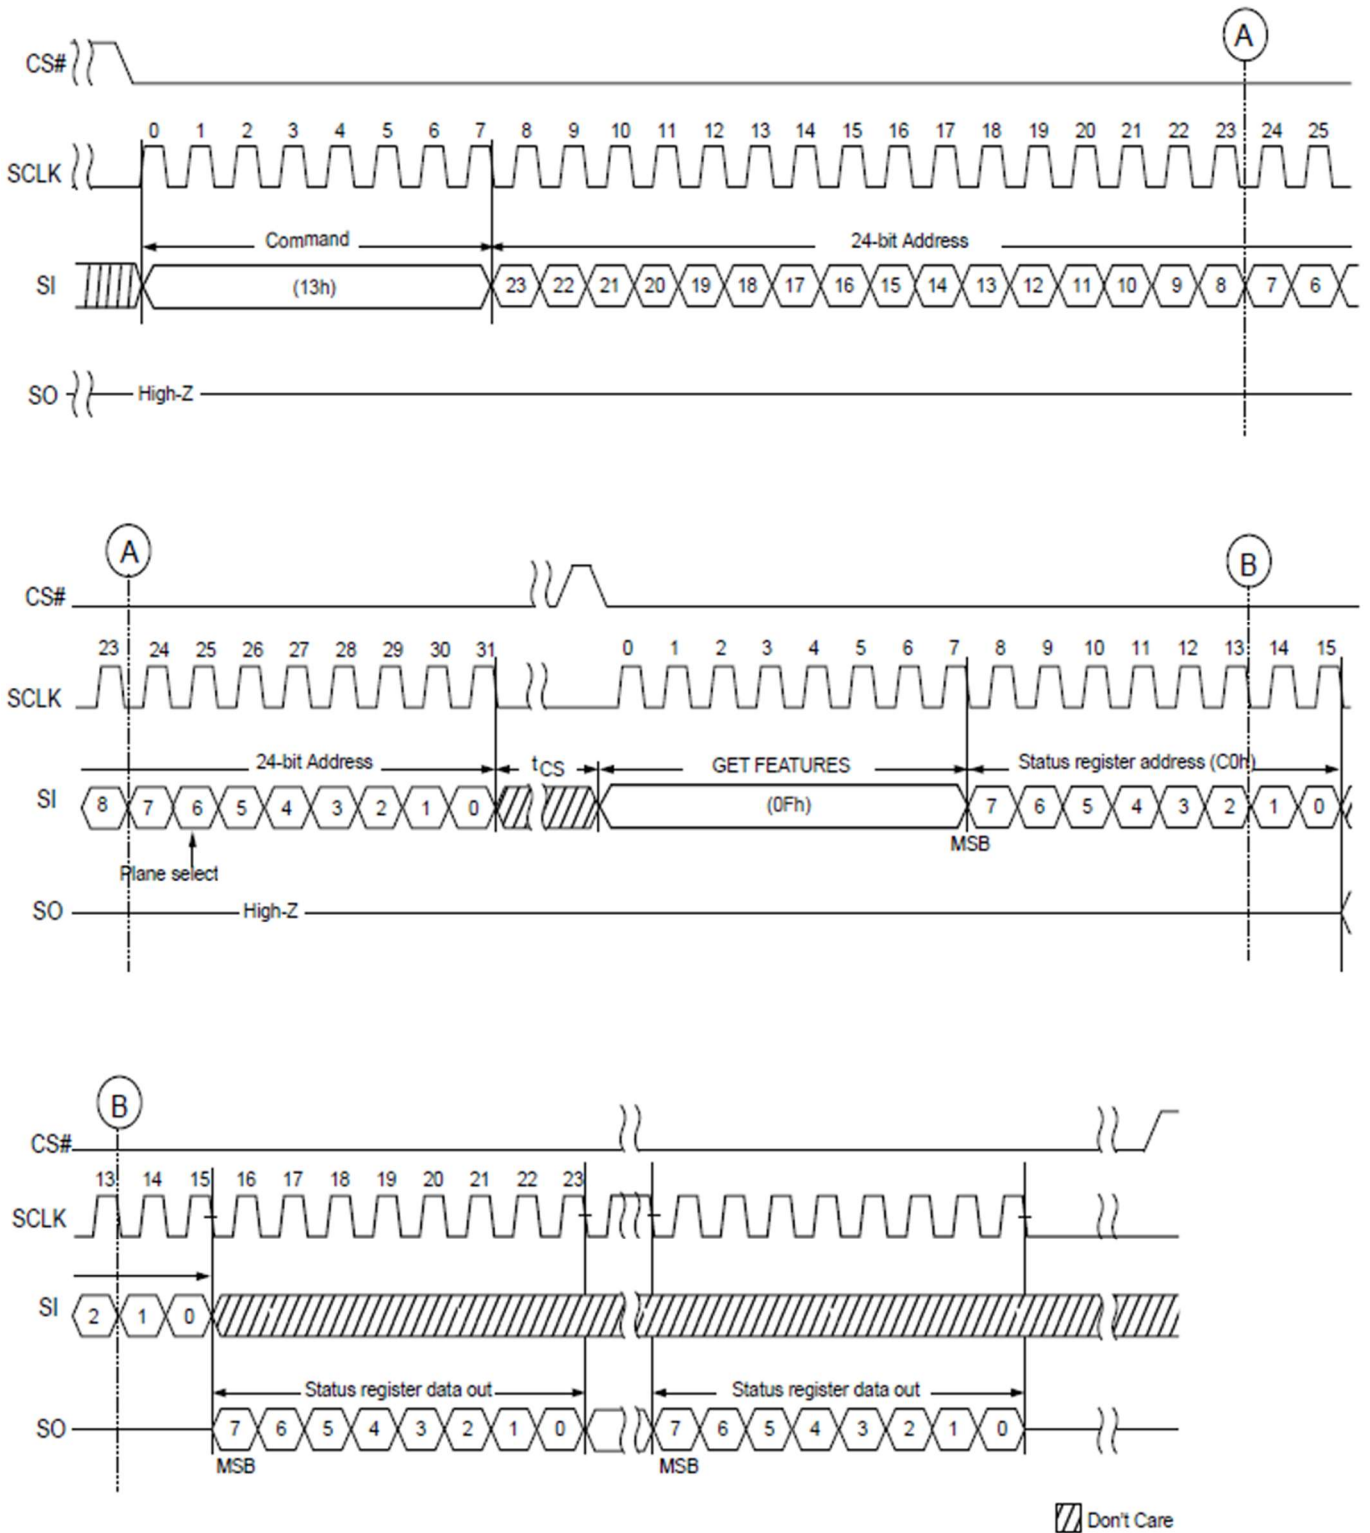 A
CS#
0 1 2 3 4 5 6 7 8 9 10 11 12 13 14 15 16 17 18 19 20 21 22 23 24 25
SCLK
Command 24-bit Address
SI (13h) 23 22 21 20 19 18 17 16 15 14 13 12 11 10 9 8 7 6
SO High-Z
A B
CS#
23 24 25 26 27 28 29 30 31 0 1 2 3 4 5 6 7 8 9 10 11 12 13 14 15
SCLK
24-bit Address tCS GET FEATURES Status register address (C0h)
SI 8 7 6 5 4 3 2 1 0 (0Fh) 7 6 5 4 3 2 1 0
MSB
Plane select
SO High-Z
B
CS#
13 14 15 16 17 18 19 20 21 22 23
SCLK
SI 2 1 0
Status register data out Status register data out
SO 7 6 5 4 3 2 1 0 7 6 5 4 3 2 1 0
MSB MSB
Don't Care